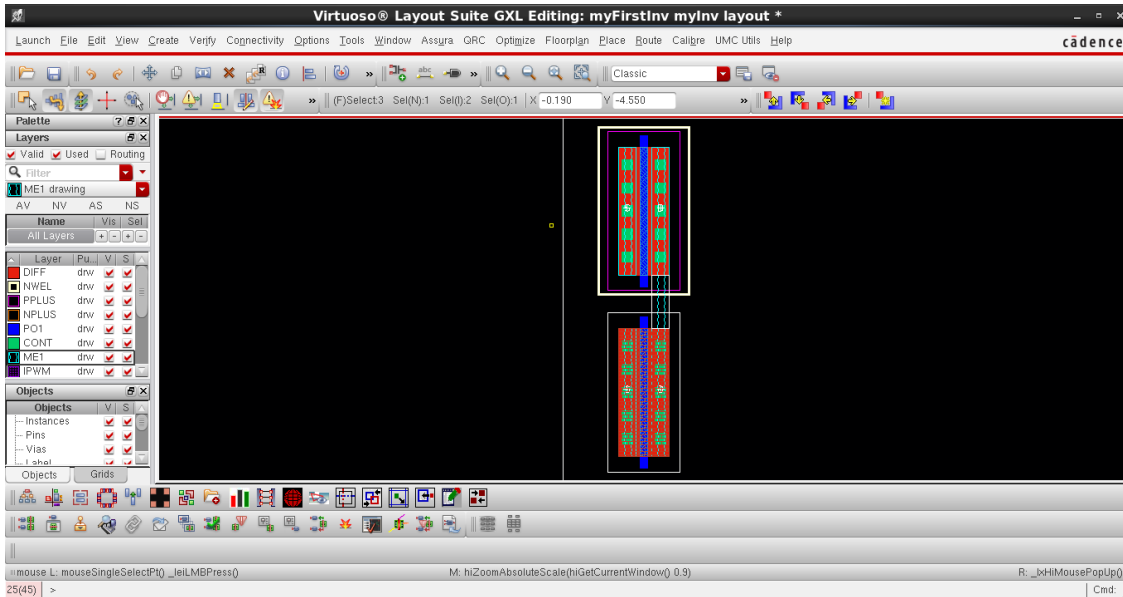 Virtuoso® Layout Suite GXL Editing: myFirstInv myInv layout *
Launch File Edit View Create Verify Connectivity Options Tools Window Assura QRC Optimize Floorplan Place Route Calibre UMC Utils Help
cādence
» abc » Classic
» (F)Select:3 Sel(N):1 Sel(I):2 Sel(O):1 X -0.190 Y -4.550 »
Palette
Layers
Valid Used Routing
Filter
ME1 drawing
AV NV AS NS
Name Vis Sel
All Layers + - + -
Layer Pu... V S
DIFF drw
NWEL drw
PPLUS drw
NPLUS drw
PO1 drw
CONT drw
ME1 drw
IPWM drw
Objects
Objects V S
Instances
Pins
Vias
Label
Objects Grids
mouse L: mouseSingleSelectPt() _leiLMBPress() M: hiZoomAbsoluteScale(hiGetCurrentWindow() 0.9) R: _lxHiMousePopUp()
25(45) > Cmd: